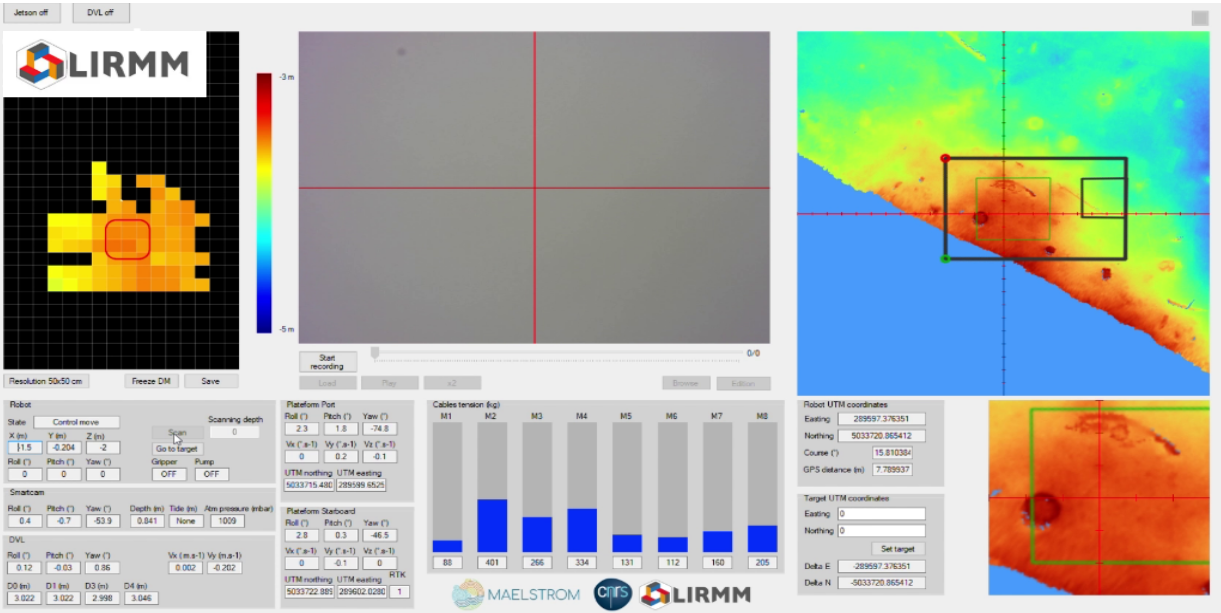 Jetson off
DVL off
LIRMM
-3 m
-5 m
Resolution 50x50 cm
Freeze DM
Save
Start recording
0/0
Load
Play
x2
Browse
Edition
Robot
State
Control move
Scanning depth
Scan
0
X (m)
Y (m)
Z (m)
-1.5
-0.204
-2
Go to target
Roll (°)
Pitch (°)
Yaw (°)
Gripper
Pump
0
0
0
OFF
OFF
Smartcam
Roll (°)
Pitch (°)
Yaw (°)
Depth (m)
Tide (m)
Atm pressure (mbar)
0.4
-0.7
-53.9
0.841
None
1009
DVL
Roll (°)
Pitch (°)
Yaw (°)
Vx (m.s-1)
Vy (m.s-1)
0.12
-0.03
0.86
0.002
-0.202
D0 (m)
D1 (m)
D3 (m)
D4 (m)
3.022
3.022
2.998
3.046
Plateform Port
Roll (°)
Pitch (°)
Yaw (°)
2.3
1.8
-74.8
Vx (°.s-1)
Vy (°.s-1)
Vz (°.s-1)
0
0.2
-0.1
UTM northing
UTM easting
5033715.480
289599.6525
Plateform Starboard
Roll (°)
Pitch (°)
Yaw (°)
2.8
0.3
-46.5
Vx (°.s-1)
Vy (°.s-1)
Vz (°.s-1)
0
-0.1
0
UTM northing
UTM easting
RTK
5033722.889
289602.0280
1
Cables tension (kg)
M1
M2
M3
M4
M5
M6
M7
M8
88
401
266
334
131
112
160
205
MAELSTROM
cnrs
LIRMM
Robot UTM coordinates
Easting
289597.376351
Northing
5033720.865412
Course (°)
15.810384
GPS distance (m)
7.789937
Target UTM coordinates
Easting
0
Northing
0
Set target
Delta E
-289597.376351
Delta N
-5033720.865412